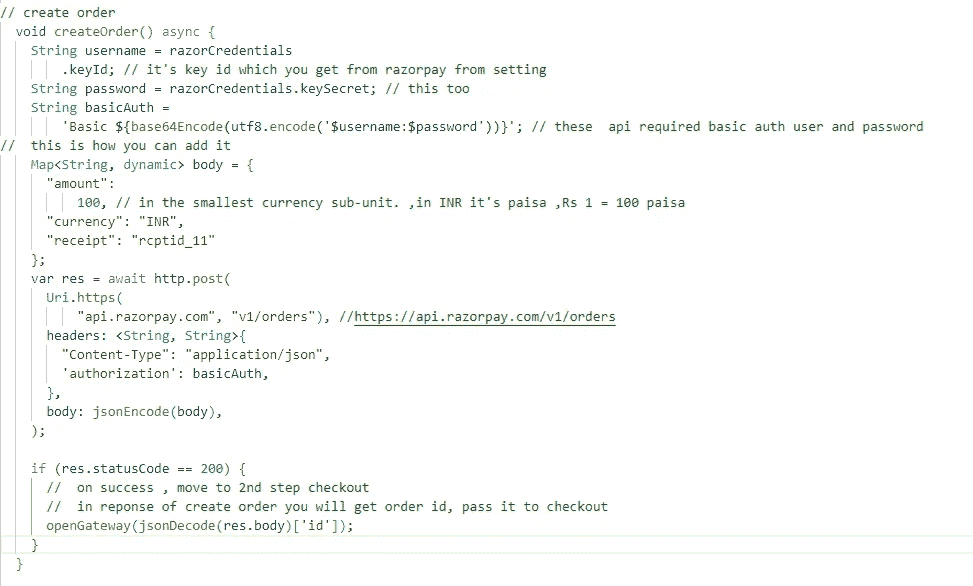 // create order
void createOrder() async {
String username = razorCredentials
.keyId; // it's key id which you get from razorpay from setting
String password = razorCredentials.keySecret; // this too
String basicAuth =
'Basic ${base64Encode(utf8.encode('$username:$password'))}'; // these  api required basic auth user and password
//  this is how you can add it
Map<String, dynamic> body = {
"amount":
100, // in the smallest currency sub-unit. ,in INR it's paisa ,Rs 1 = 100 paisa
"currency": "INR",
"receipt": "rcptid_11"
};
var res = await http.post(
Uri.https(
"api.razorpay.com", "v1/orders"), //https://api.razorpay.com/v1/orders
headers: <String, String>{
"Content-Type": "application/json",
'authorization': basicAuth,
},
body: jsonEncode(body),
);
if (res.statusCode == 200) {
//  on success , move to 2nd step checkout
//  in reponse of create order you will get order id, pass it to checkout
openGateway(jsonDecode(res.body)['id']);
}
}